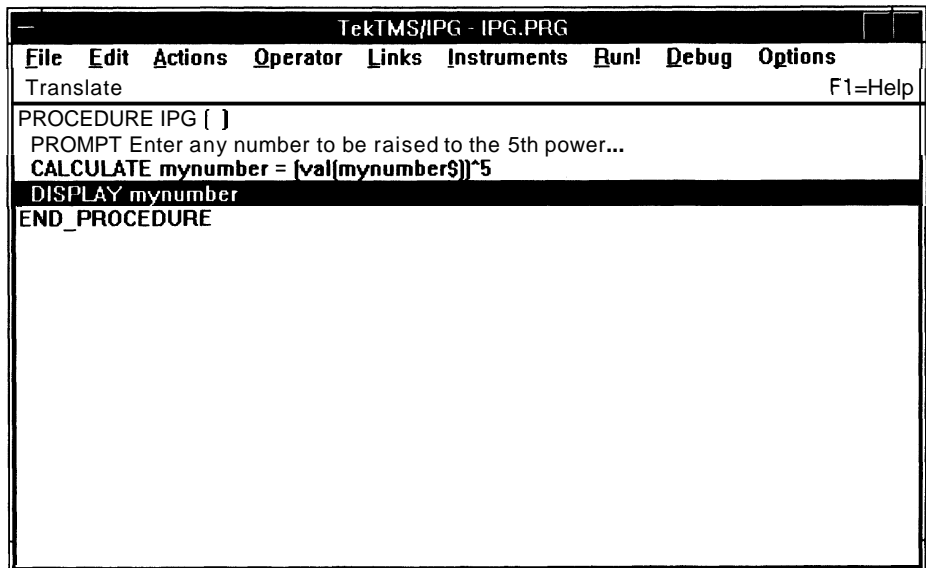 TekTMS/IPG - IPG.PRG
File Edit Actions Operator Links Instruments Run! Debug Options
Translate F1=Help
PROCEDURE IPG ( )
PROMPT Enter any number to be raised to the 5th power...
CALCULATE mynumber = (val(mynumber$))^5
DISPLAY mynumber
END_PROCEDURE